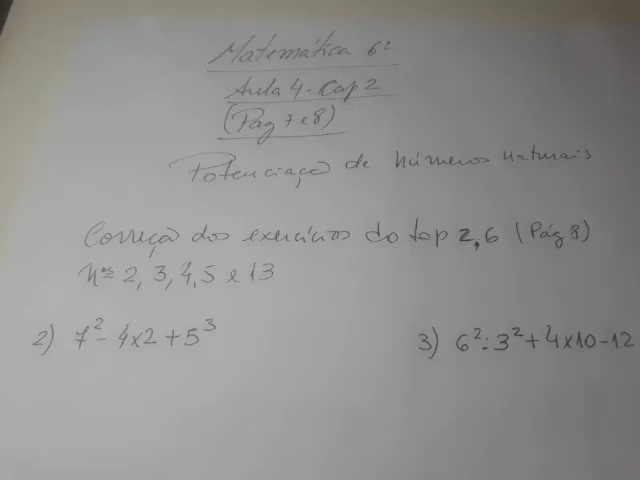 Matemática 6º
Aula 4 - Cap 2
(Pág 7 e 8)
Potenciação de números naturais
Correção dos exercícios do top 2,6 (Pág 8)
Nºs 2, 3, 4, 5 e 13
2) 7² - 4x2 + 5³
3) 6² : 3² + 4x10 - 12